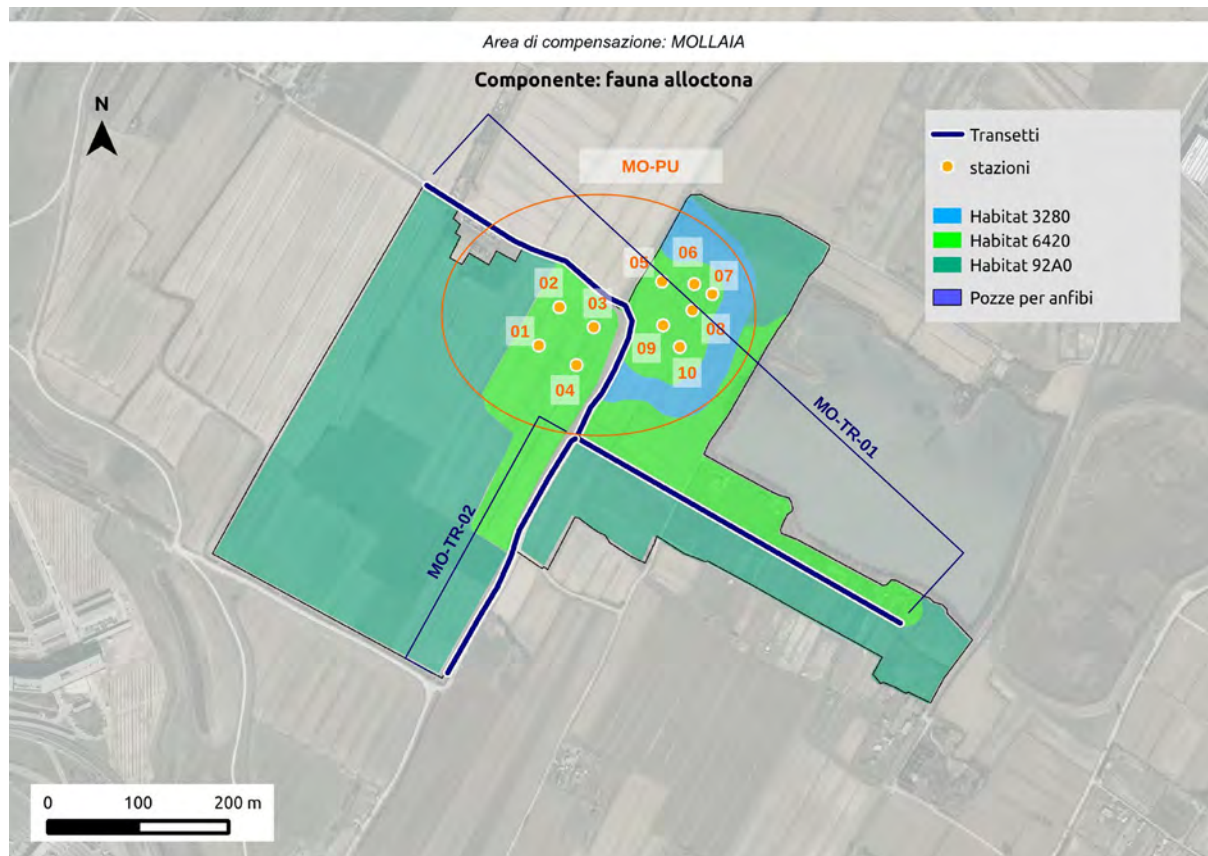 Area di compensazione: MOLLAIA
Componente: fauna alloctona
N
Transetti
stazioni
Habitat 3280
Habitat 6420
Habitat 92A0
Pozze per anfibi
MO-PU
05
06
07
02
03
01
08
09
10
04
MO-TR-01
MO-TR-02
0 100 200 m